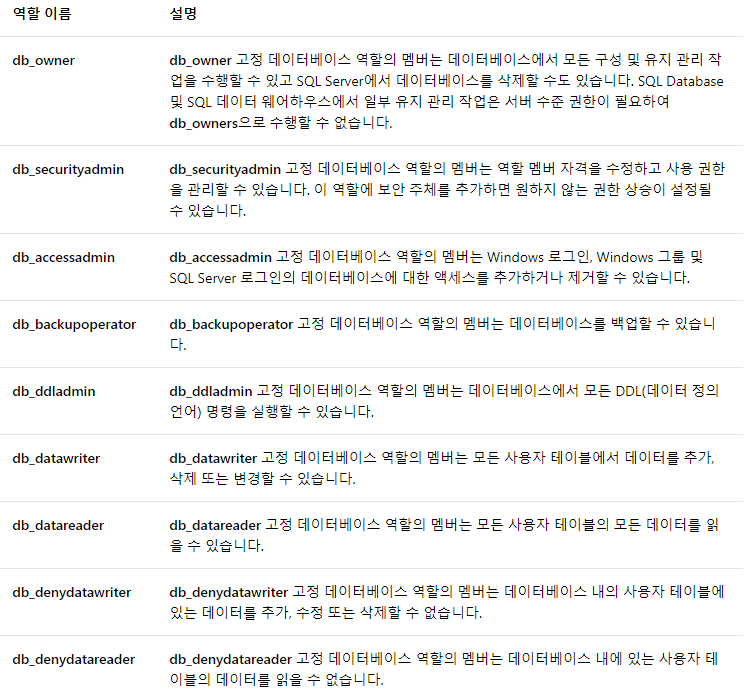 역할 이름 설명
db_owner db_owner 고정 데이터베이스 역할의 멤버는 데이터베이스에서 모든 구성 및 유지 관리 작
업을 수행할 수 있고 SQL Server에서 데이터베이스를 삭제할 수도 있습니다. SQL Database
및 SQL 데이터 웨어하우스에서 일부 유지 관리 작업은 서버 수준 권한이 필요하여
db_owners으로 수행할 수 없습니다.
db_securityadmin db_securityadmin 고정 데이터베이스 역할의 멤버는 역할 멤버 자격을 수정하고 사용 권한
을 관리할 수 있습니다. 이 역할에 보안 주체를 추가하면 원하지 않는 권한 상승이 설정될
수 있습니다.
db_accessadmin db_accessadmin 고정 데이터베이스 역할의 멤버는 Windows 로그인, Windows 그룹 및
SQL Server 로그인의 데이터베이스에 대한 액세스를 추가하거나 제거할 수 있습니다.
db_backupoperator db_backupoperator 고정 데이터베이스 역할의 멤버는 데이터베이스를 백업할 수 있습니
다.
db_ddladmin db_ddladmin 고정 데이터베이스 역할의 멤버는 데이터베이스에서 모든 DDL(데이터 정의
언어) 명령을 실행할 수 있습니다.
db_datawriter db_datawriter 고정 데이터베이스 역할의 멤버는 모든 사용자 테이블에서 데이터를 추가,
삭제 또는 변경할 수 있습니다.
db_datareader db_datareader 고정 데이터베이스 역할의 멤버는 모든 사용자 테이블의 모든 데이터를 읽
을 수 있습니다.
db_denydatawriter db_denydatawriter 고정 데이터베이스 역할의 멤버는 데이터베이스 내의 사용자 테이블에
있는 데이터를 추가, 수정 또는 삭제할 수 없습니다.
db_denydatareader db_denydatareader 고정 데이터베이스 역할의 멤버는 데이터베이스 내에 있는 사용자 테
이블의 데이터를 읽을 수 없습니다.